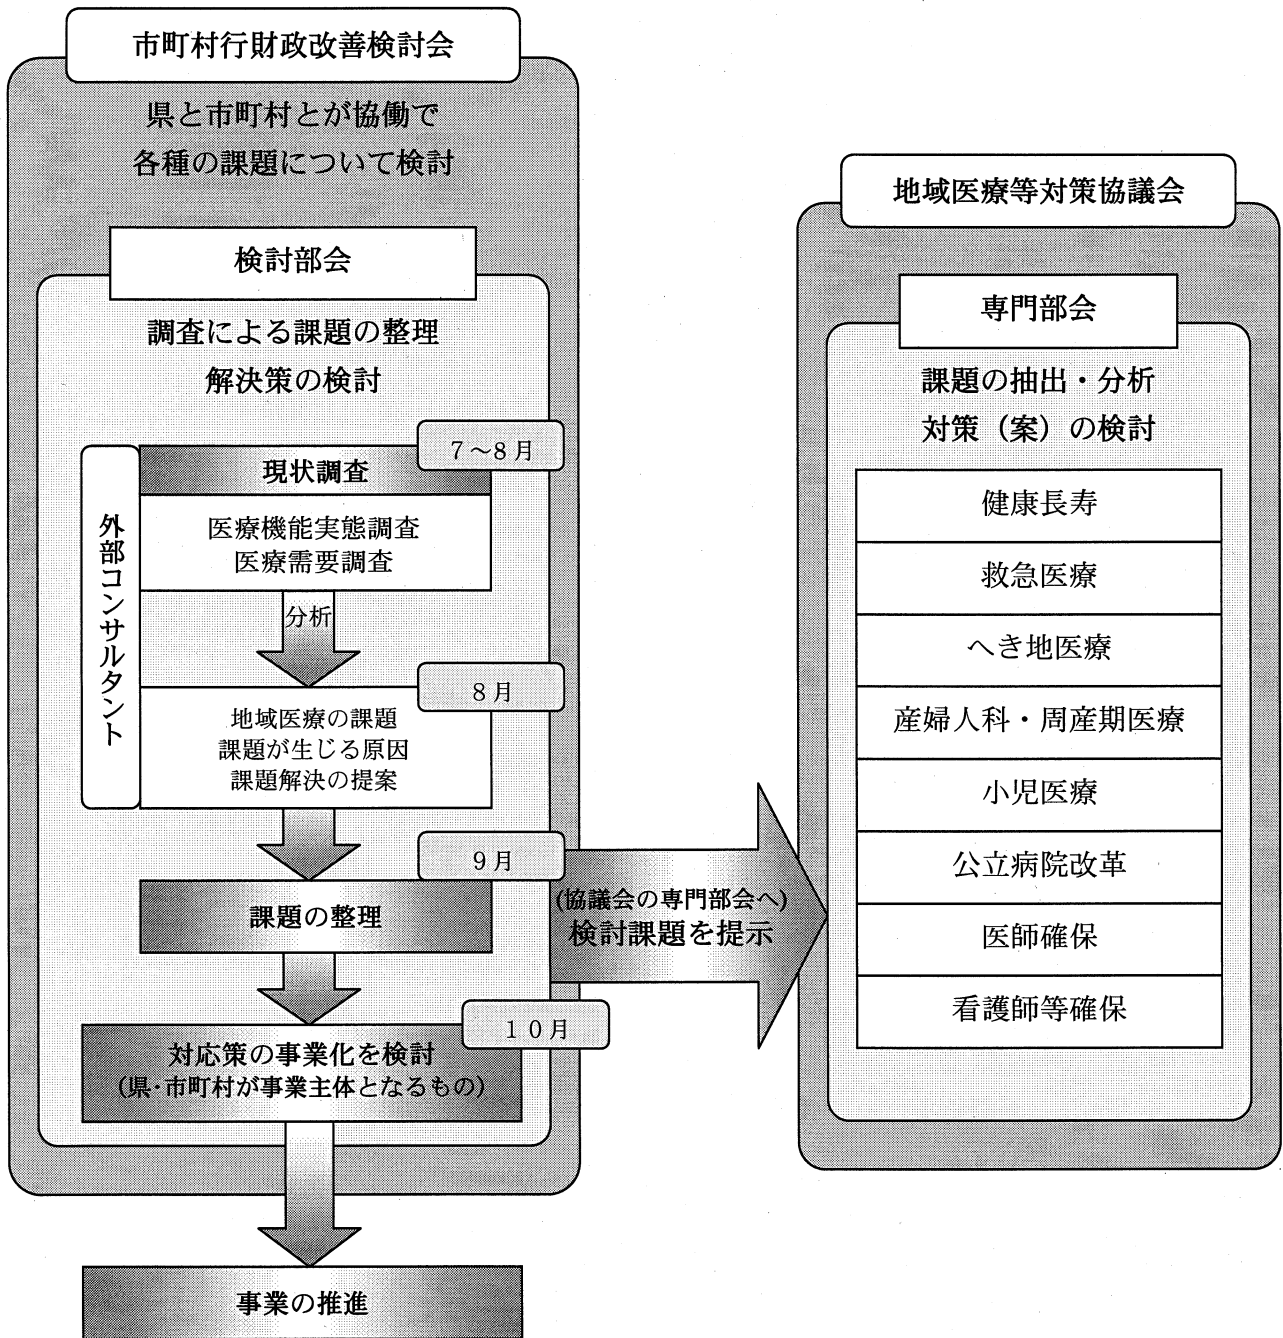 市町村行財政改善検討会
県と市町村とが協働で
各種の課題について検討
検討部会
調査による課題の整理
解決策の検討
外部コンサルタント
7～8月
現状調査
医療機能実態調査
医療需要調査
分析
8月
地域医療の課題
課題が生じる原因
課題解決の提案
9月
課題の整理
10月
対応策の事業化を検討
（県・市町村が事業主体となるもの）
事業の推進
(協議会の専門部会へ)
検討課題を提示
地域医療等対策協議会
専門部会
課題の抽出・分析
対策（案）の検討
健康長寿
救急医療
へき地医療
産婦人科・周産期医療
小児医療
公立病院改革
医師確保
看護師等確保